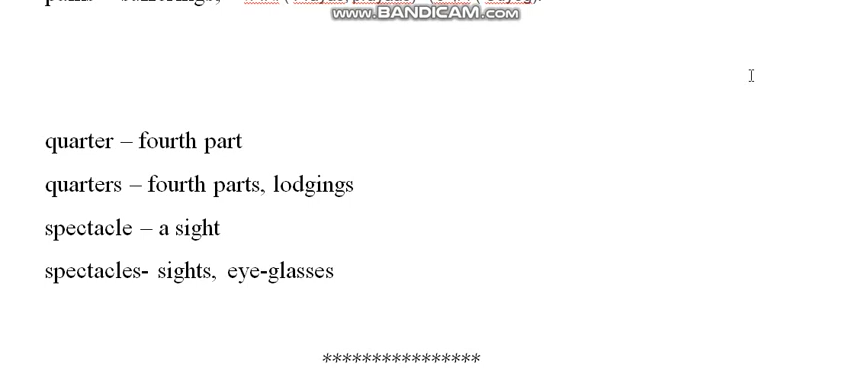 www.BANDICAM.com
quarter – fourth part
quarters – fourth parts, lodgings
spectacle – a sight
spectacles- sights, eye-glasses
****************